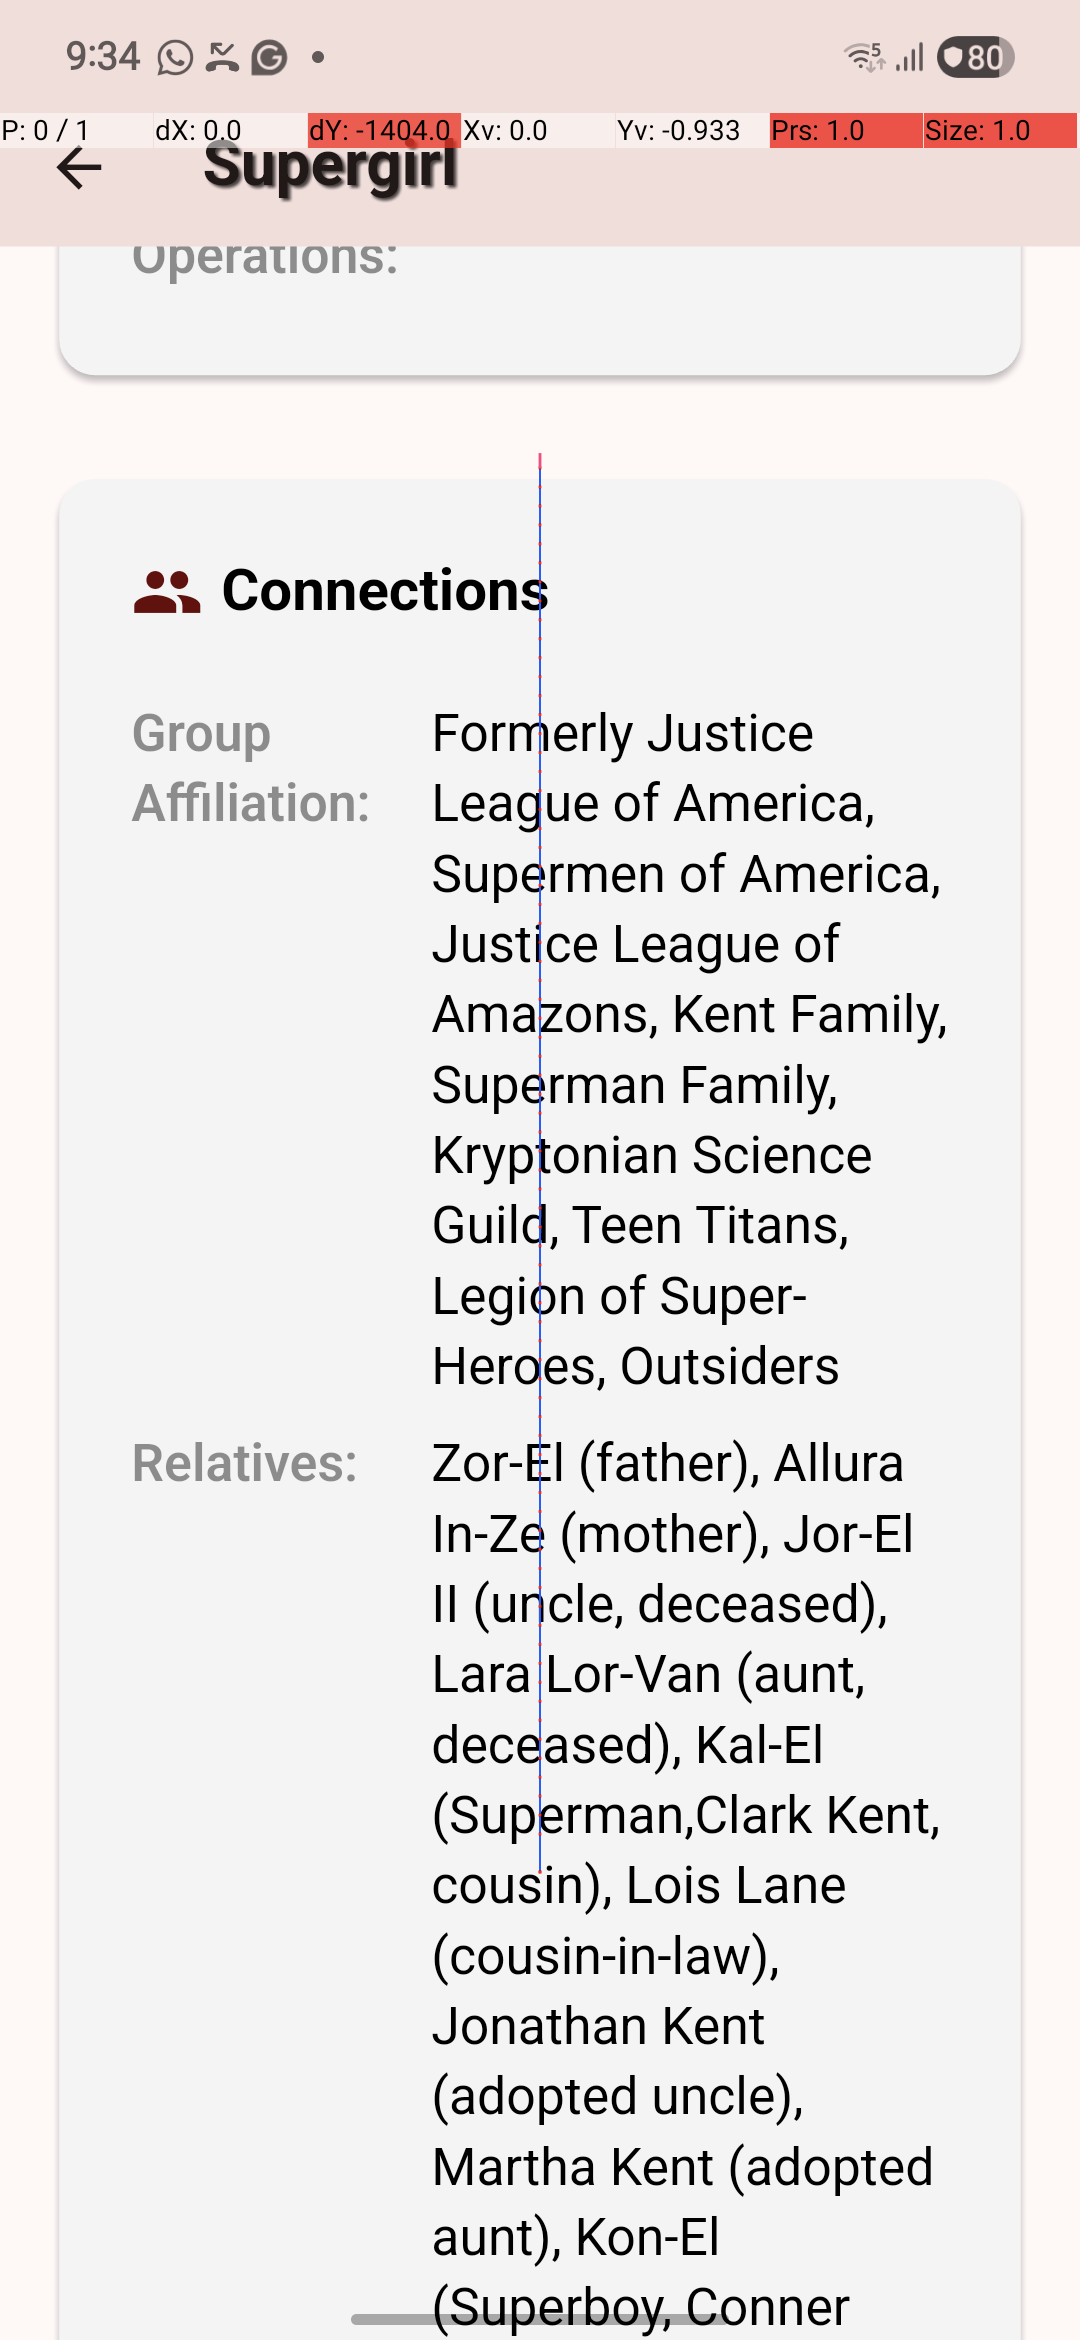 9:34
5
80
P: 0 / 1 dX: 0.0 dY: -1404.0 Xv: 0.0 Yv: -0.933 Prs: 1.0 Size: 1.0
Supergirl
Operations:
Connections
Group Affiliation:
Formerly Justice
League of America,
Supermen of America,
Justice League of
Amazons, Kent Family,
Superman Family,
Kryptonian Science
Guild, Teen Titans,
Legion of Super-
Heroes, Outsiders
Relatives:
Zor-El (father), Allura
In-Ze (mother), Jor-El
II (uncle, deceased),
Lara Lor-Van (aunt,
deceased), Kal-El
(Superman,Clark Kent,
cousin), Lois Lane
(cousin-in-law),
Jonathan Kent
(adopted uncle),
Martha Kent (adopted
aunt), Kon-El
(Superboy, Conner